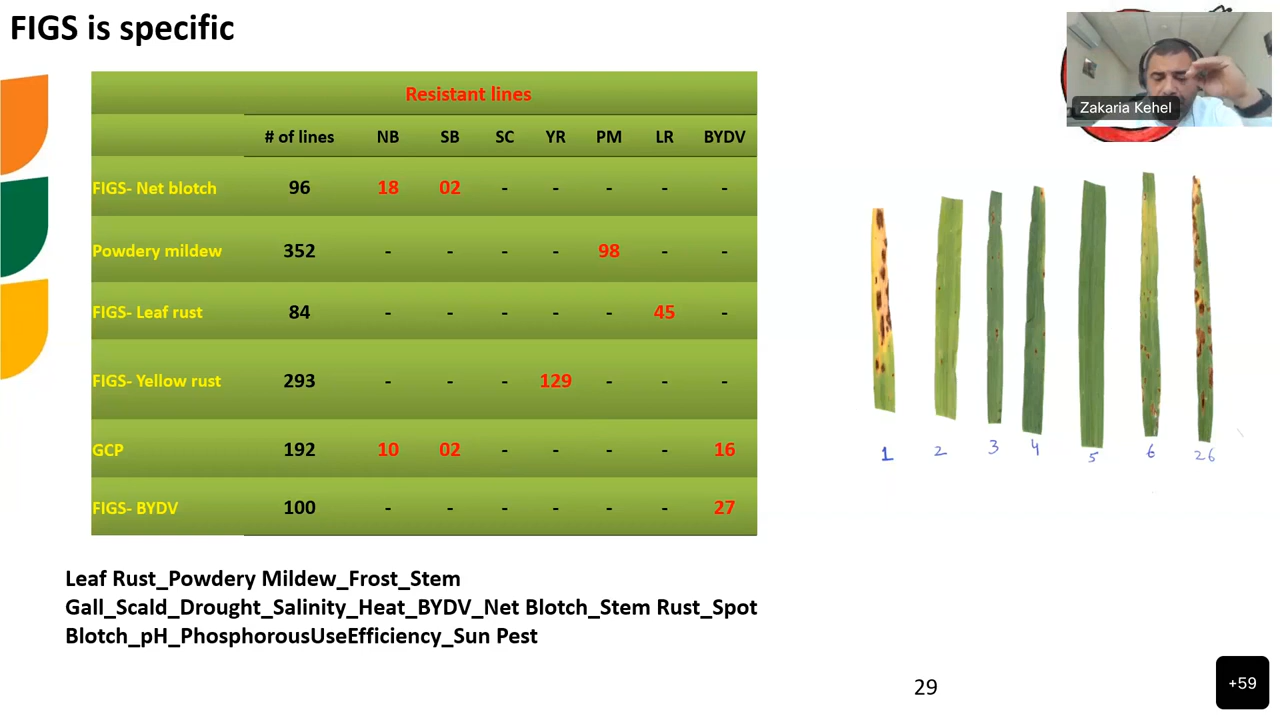 FIGS is specific
Zakaria Kehel
Resistant lines
# of lines NB SB SC YR PM LR BYDV
FIGS- Net blotch 96 18 02 - - - - -
Powdery mildew 352 - - - - 98 - -
FIGS- Leaf rust 84 - - - - - 45 -
FIGS- Yellow rust 293 - - - 129 - - -
GCP 192 10 02 - - - - 16
FIGS- BYDV 100 - - - - - - 27
1 2 3 4 5 6 26
Leaf Rust_Powdery Mildew_Frost_Stem
Gall_Scald_Drought_Salinity_Heat_BYDV_Net Blotch_Stem Rust_Spot
Blotch_pH_PhosphorousUseEfficiency_Sun Pest
29
+59